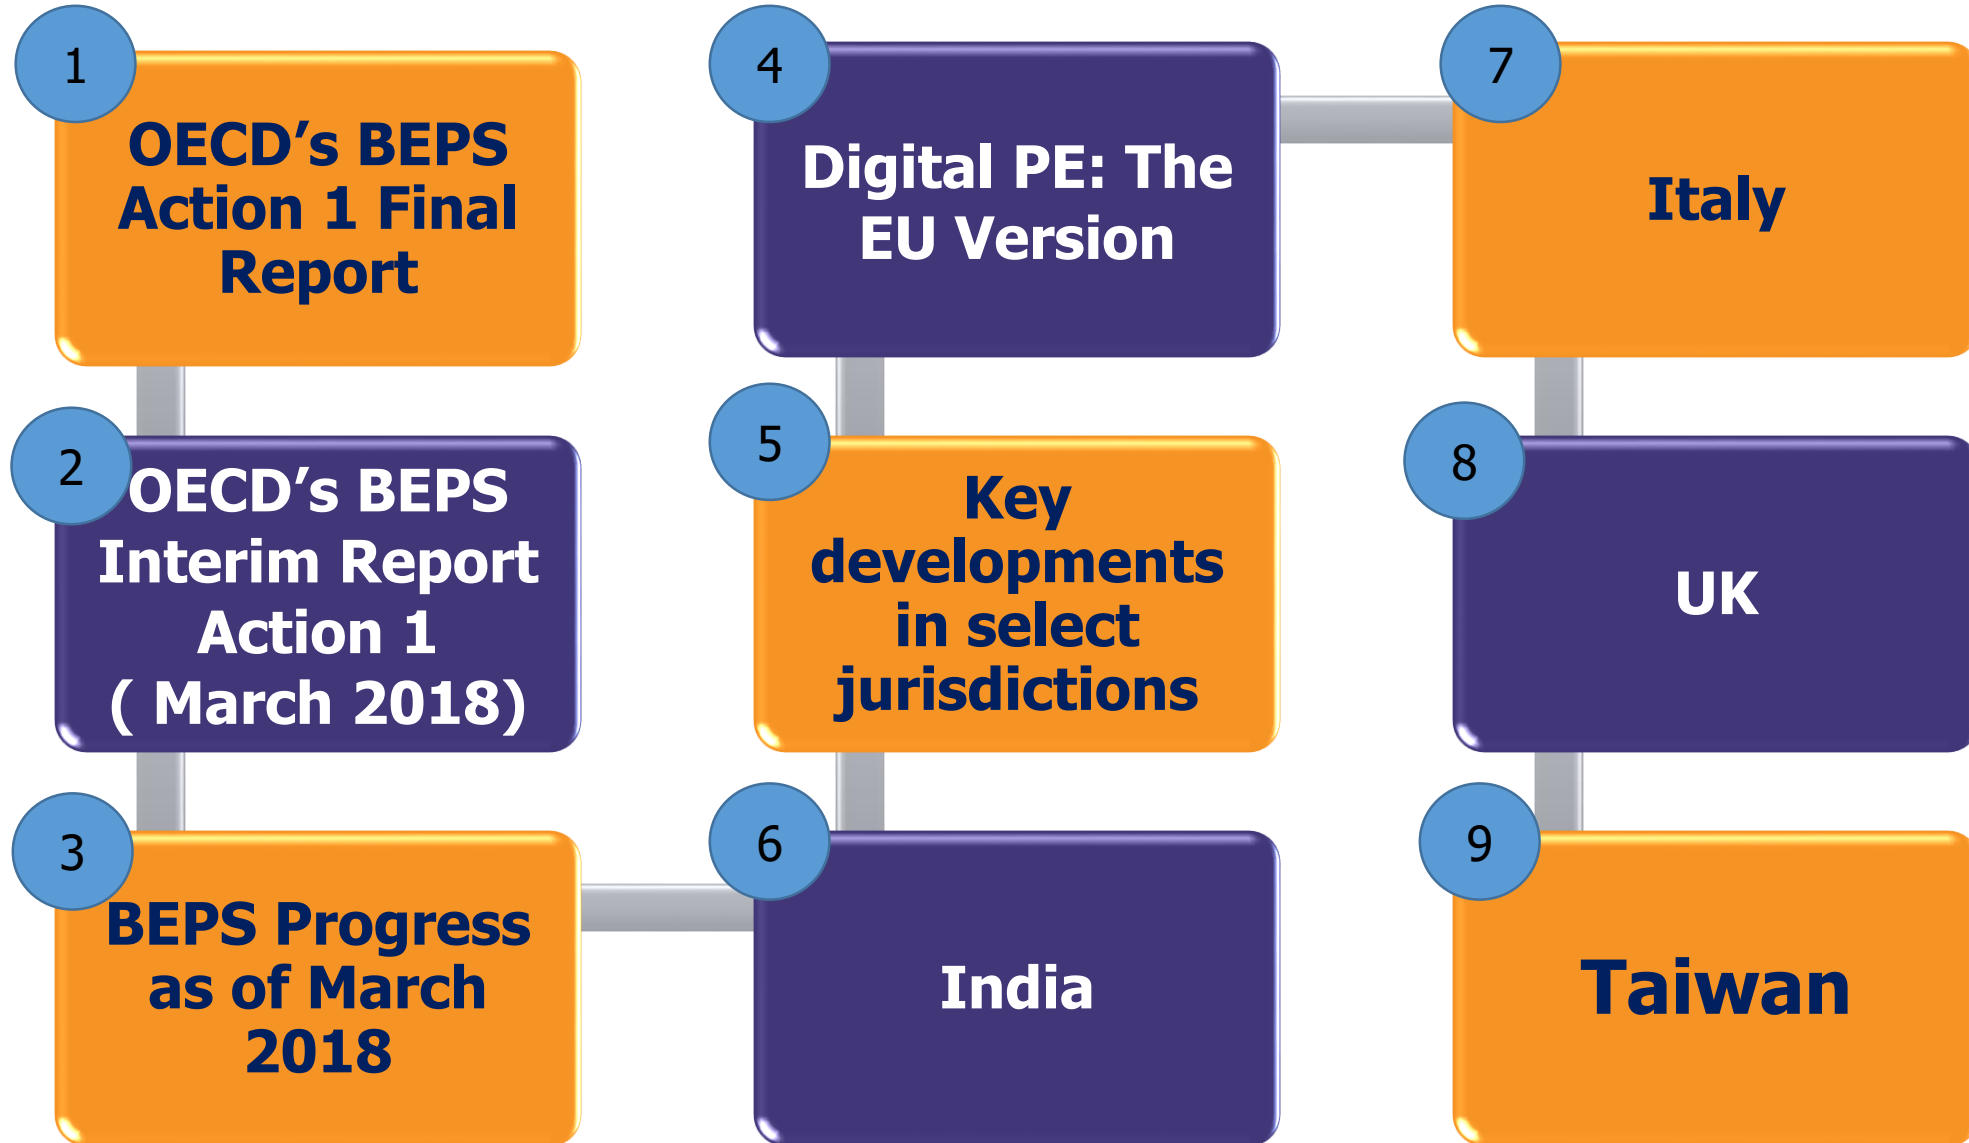 1
OECD’s BEPS
Action 1 Final
Report
2
OECD’s BEPS
Interim Report
Action 1
( March 2018)
3
BEPS Progress
as of March
2018
4
Digital PE: The
EU Version
5
Key
developments
in select
jurisdictions
6
India
7
Italy
8
UK
9
Taiwan